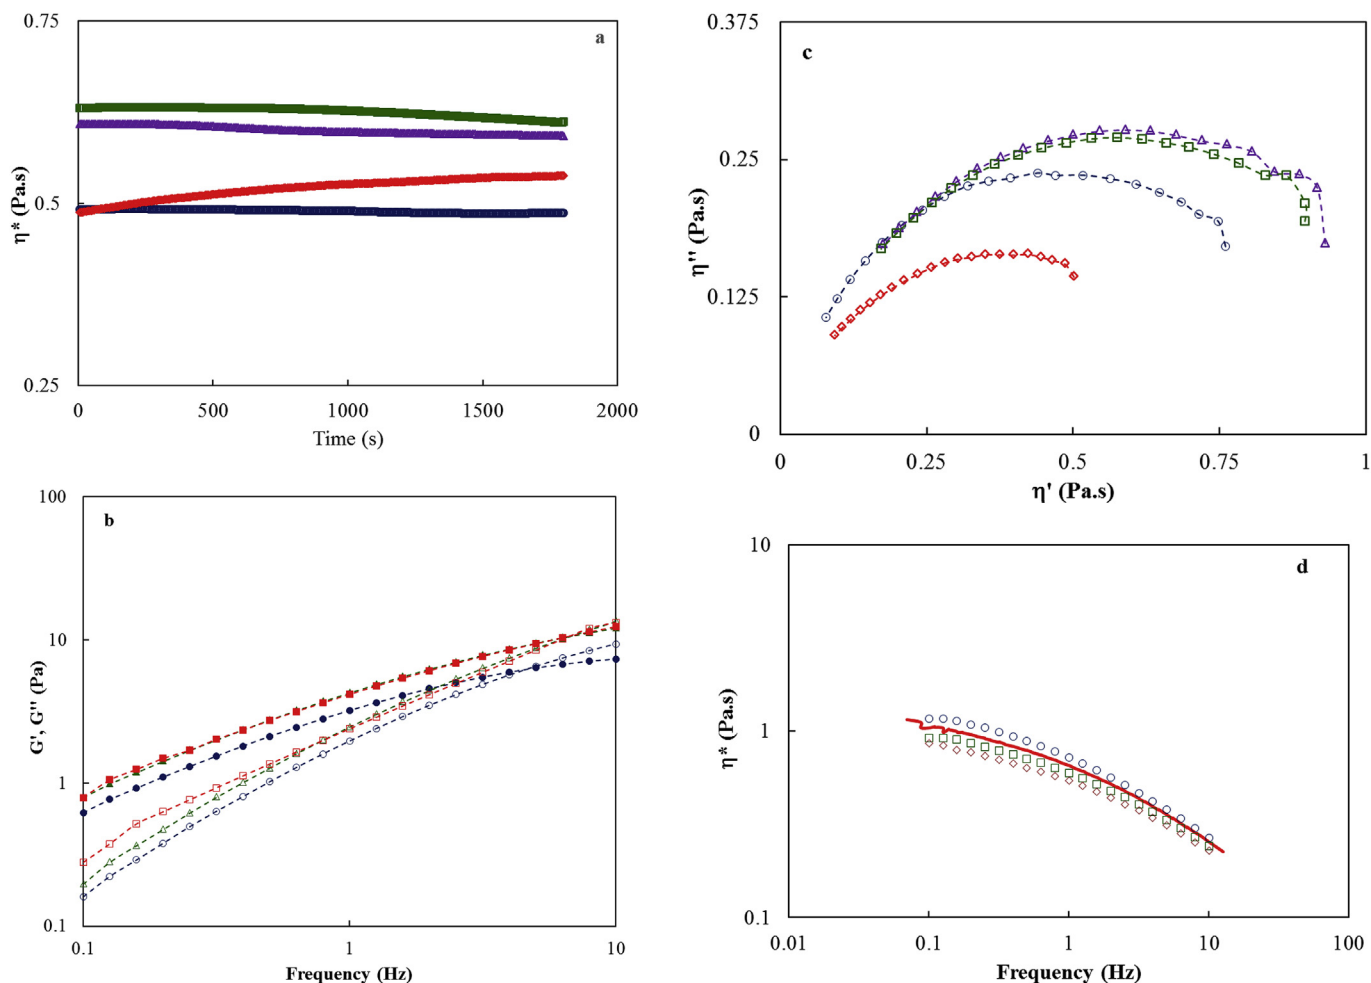 a
0.75
0.5
0.25
η* (Pa.s)
0 500 1000 1500 2000
Time (s)
c
0.375
0.25
0.125
0
η'' (Pa.s)
0 0.25 0.5 0.75 1
η' (Pa.s)
b
100
10
1
0.1
G', G'' (Pa)
0.1 1 10
Frequency (Hz)
d
10
1
0.1
η* (Pa.s)
0.01 0.1 1 10 100
Frequency (Hz)